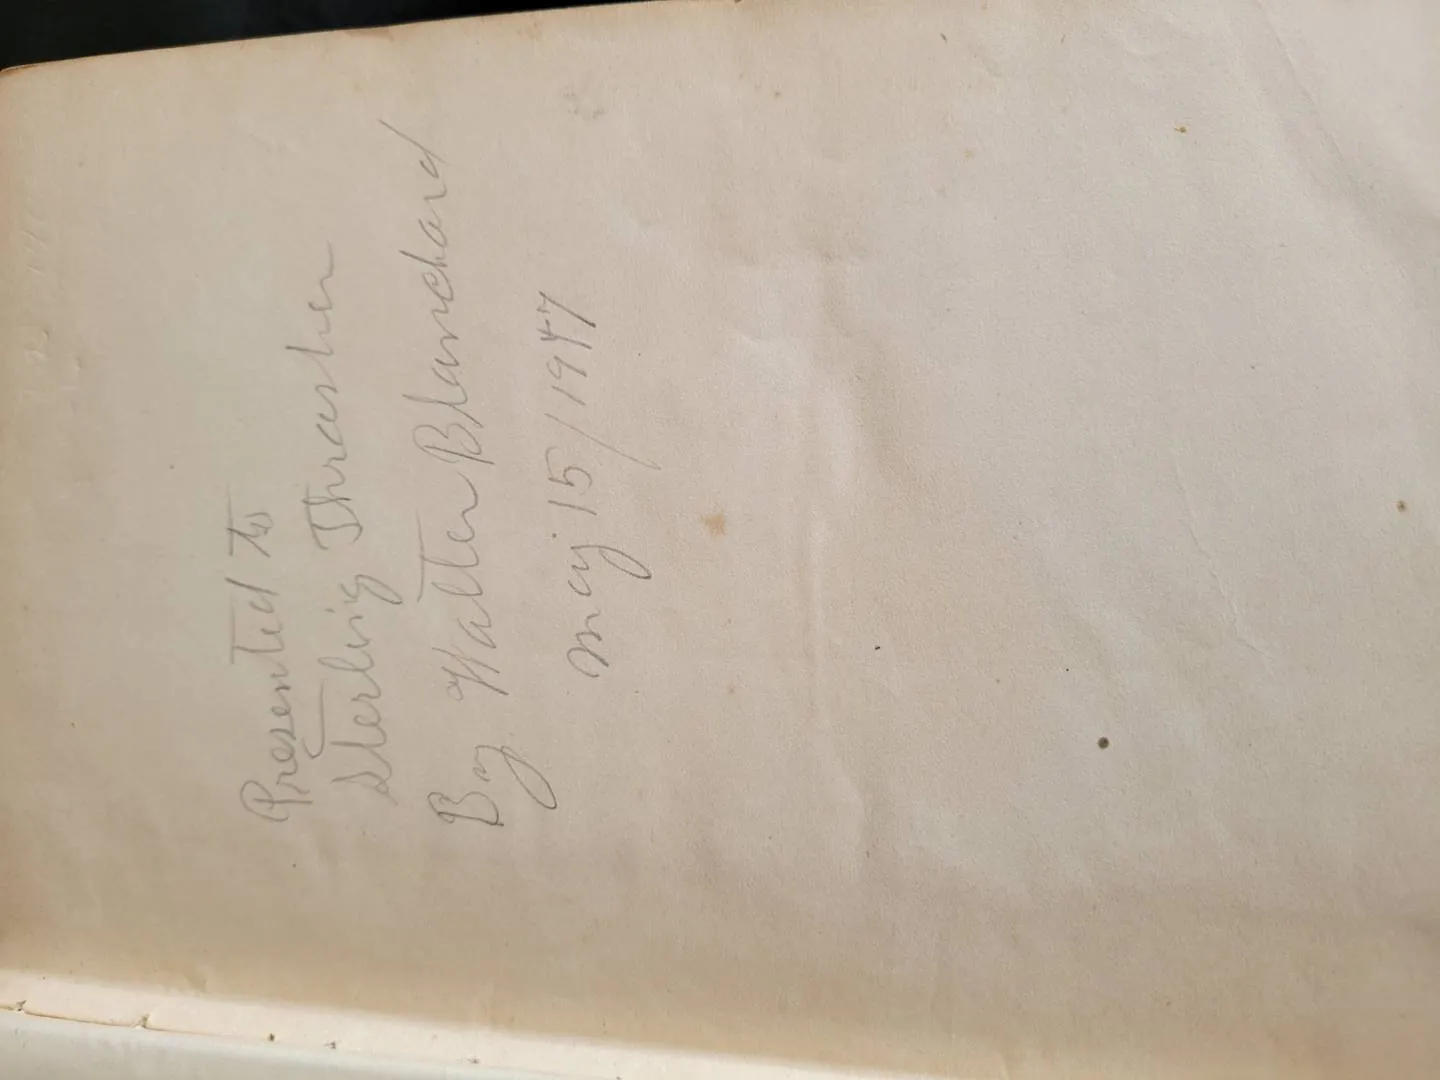 Presented to
Sterling Thrasher
By Walter Blanchard
May 15/1947